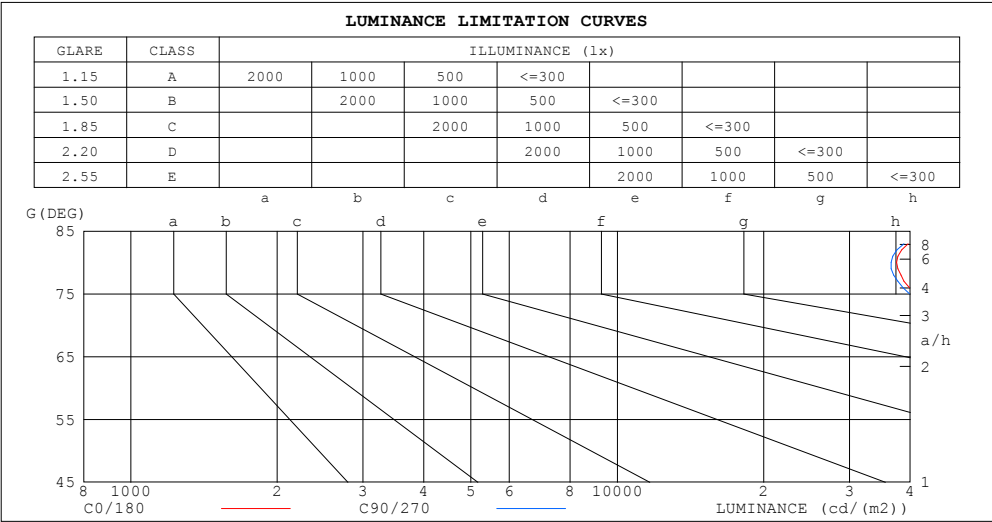 LUMINANCE LIMITATION CURVES
GLARE CLASS ILLUMINANCE (lx)
1.15 A 2000 1000 500 <=300
1.50 B 2000 1000 500 <=300
1.85 C 2000 1000 500 <=300
2.20 D 2000 1000 500 <=300
2.55 E 2000 1000 500 <=300
a b c d e f g h
G(DEG)
a b c d e f g h
85
8
6
75
4
3
a/h
65
2
55
45
1
8 1000 2 3 4 5 6 8 10000 2 3 4
C0/180 C90/270 LUMINANCE (cd/(m2))